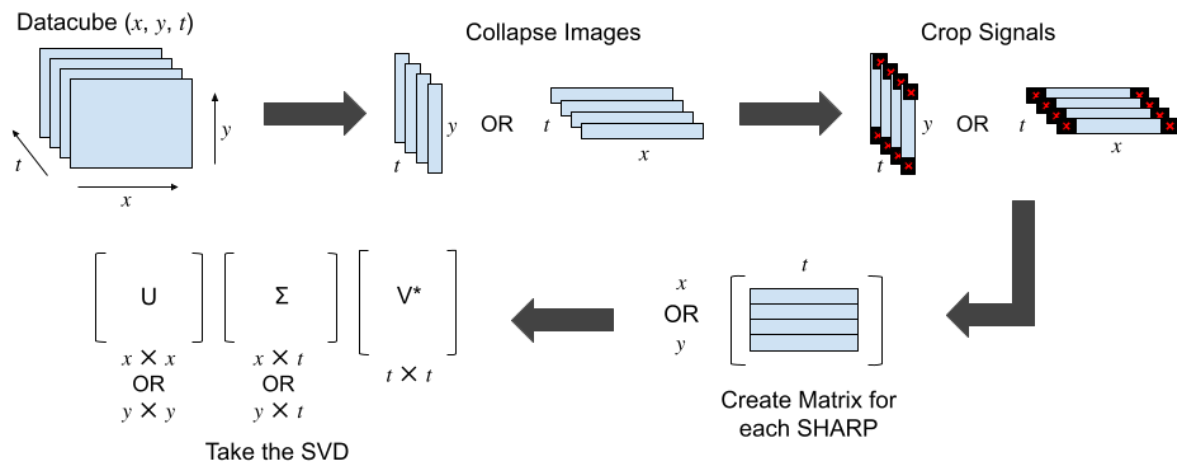 Datacube (x, y, t)
Collapse Images
Crop Signals
y
t
x
y
OR
t
t
x
y
OR
t
t
x
t
x
OR
y
Create Matrix for
each SHARP
U
Σ
V*
x × x
OR
y × y
x × t
OR
y × t
t × t
Take the SVD